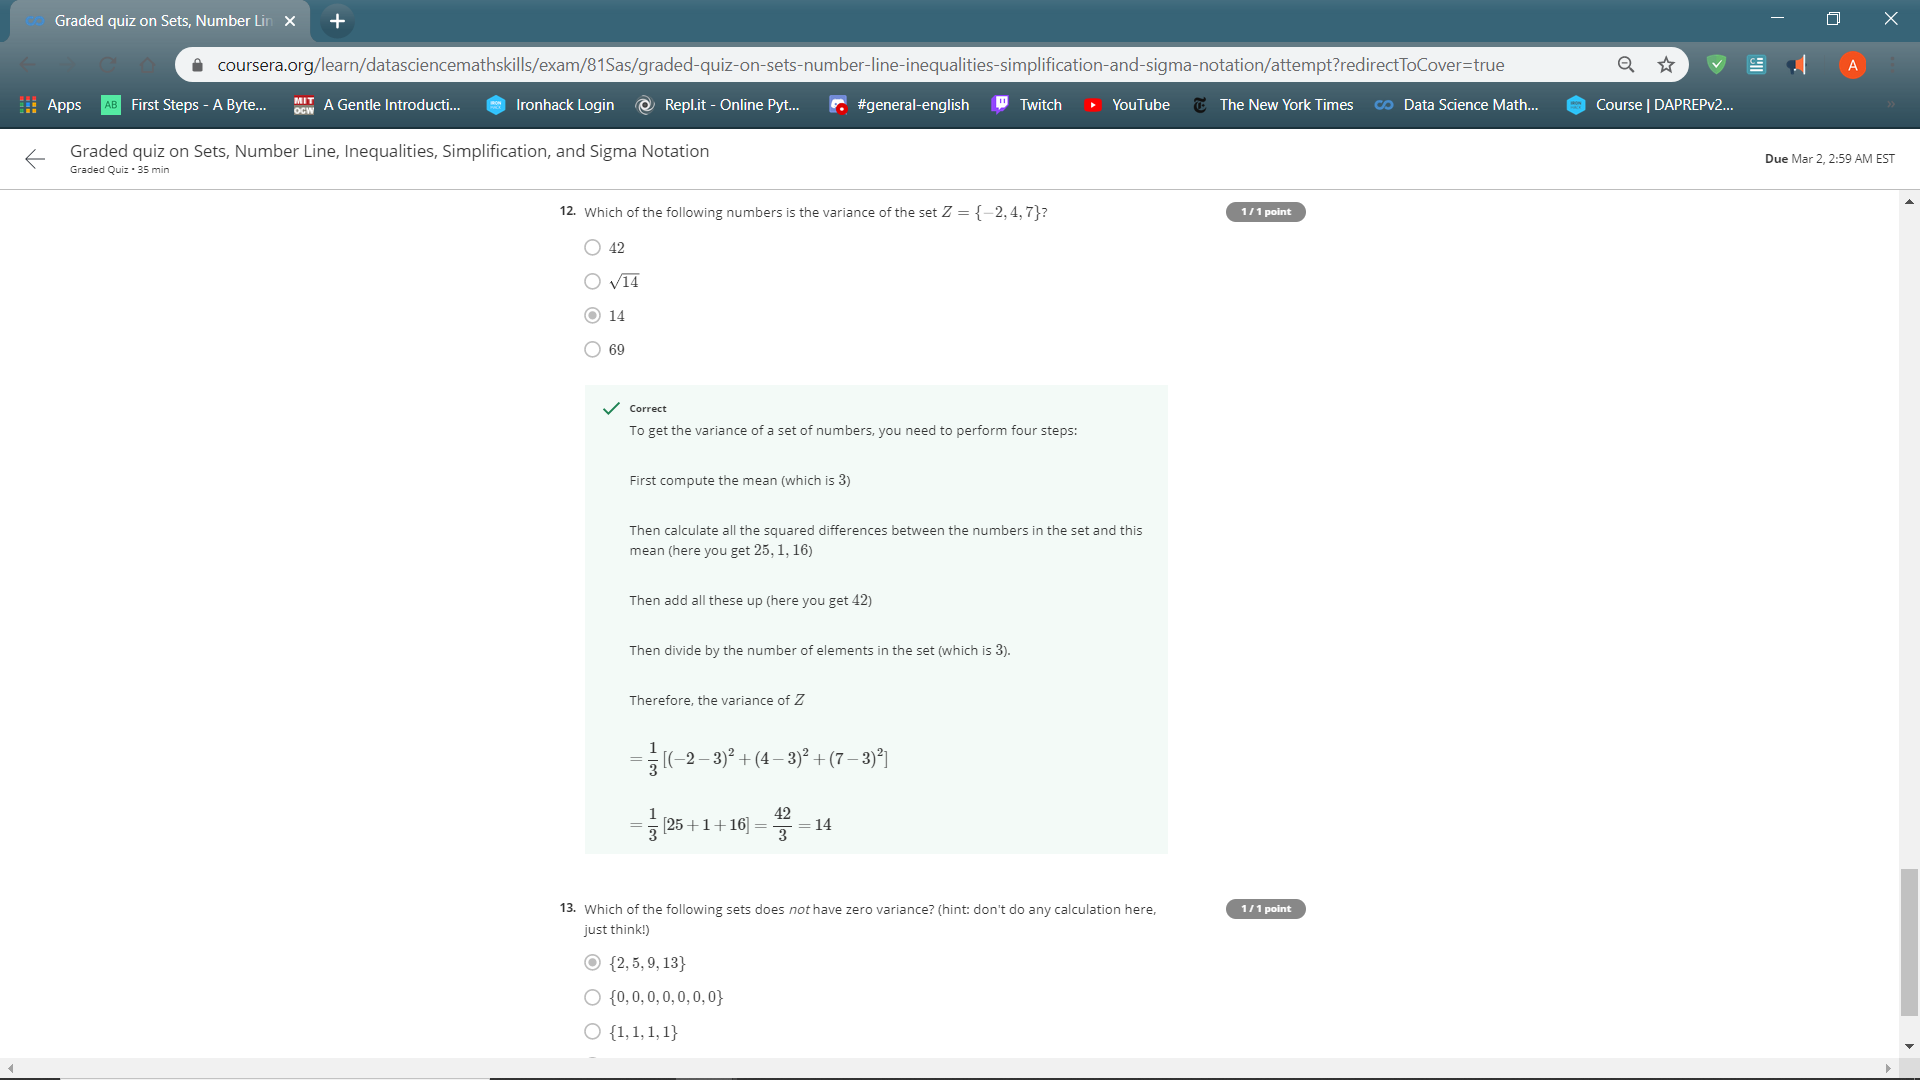 Graded quiz on Sets, Number Lin
coursera.org/learn/datasciencemathskills/exam/81Sas/graded-quiz-on-sets-number-line-inequalities-simplification-and-sigma-notation/attempt?redirectToCover=true
A
Apps AB First Steps - A Byte... MIT OCW A Gentle Introducti... Ironhack Login Repl.it - Online Pyt... #general-english Twitch YouTube The New York Times Data Science Math... Course | DAPREPv2... »
Graded quiz on Sets, Number Line, Inequalities, Simplification, and Sigma Notation
Graded Quiz • 35 min
Due Mar 2, 2:59 AM EST
12. Which of the following numbers is the variance of the set Z = {−2, 4, 7}?
1 / 1 point
42
√14
14
69
Correct
To get the variance of a set of numbers, you need to perform four steps:
First compute the mean (which is 3)
Then calculate all the squared differences between the numbers in the set and this
mean (here you get 25, 1, 16)
Then add all these up (here you get 42)
Then divide by the number of elements in the set (which is 3).
Therefore, the variance of Z
= 1/3 [(−2 − 3)² + (4 − 3)² + (7 − 3)²]
= 1/3 [25 + 1 + 16] = 42/3 = 14
13. Which of the following sets does not have zero variance? (hint: don't do any calculation here,
just think!)
1 / 1 point
{2, 5, 9, 13}
{0, 0, 0, 0, 0, 0, 0}
{1, 1, 1, 1}